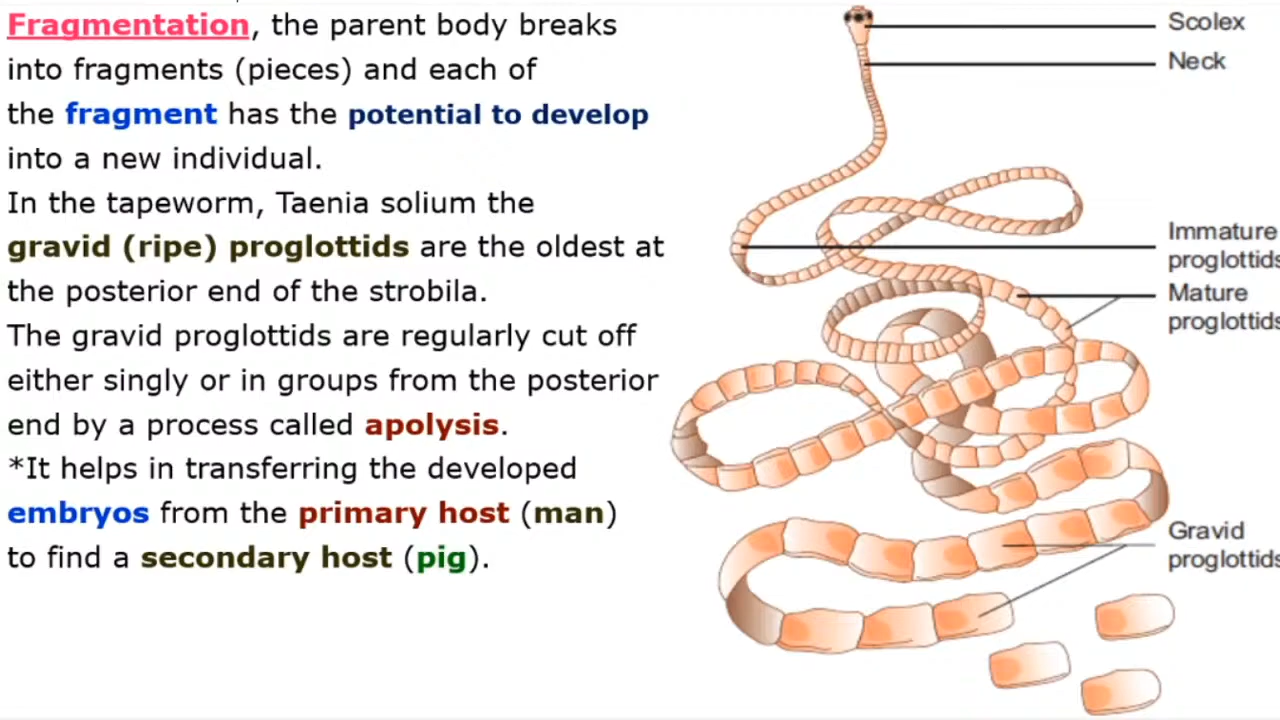 Fragmentation, the parent body breaks
into fragments (pieces) and each of
the fragment has the potential to develop
into a new individual.
In the tapeworm, Taenia solium the
gravid (ripe) proglottids are the oldest at
the posterior end of the strobila.
The gravid proglottids are regularly cut off
either singly or in groups from the posterior
end by a process called apolysis.
*It helps in transferring the developed
embryos from the primary host (man)
to find a secondary host (pig).
Scolex
Neck
Immature
proglottids
Mature
proglottids
Gravid
proglottids